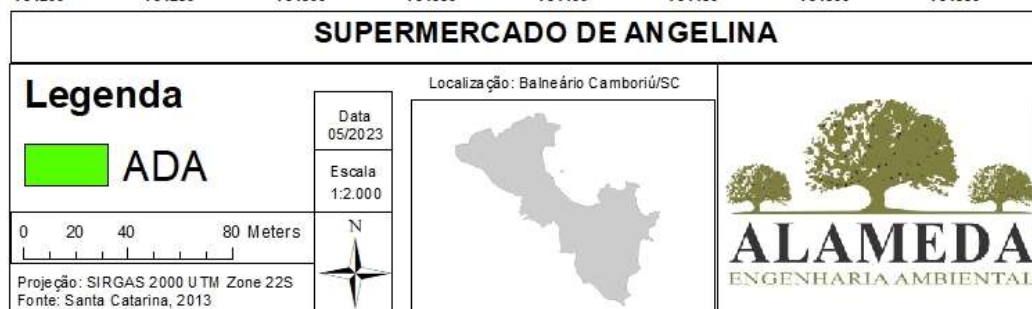 SUPERMERCADO DE ANGELINA
Legenda
ADA
0 20 40 80 Meters
Projeção: SIRGAS 2000 UTM Zone 22S
Fonte: Santa Catarina, 2013
Data
05/2023
Escala
1:2.000
N
Localização: Balneário Camboriú/SC
ALAMEDA
ENGENHARIA AMBIENTAL